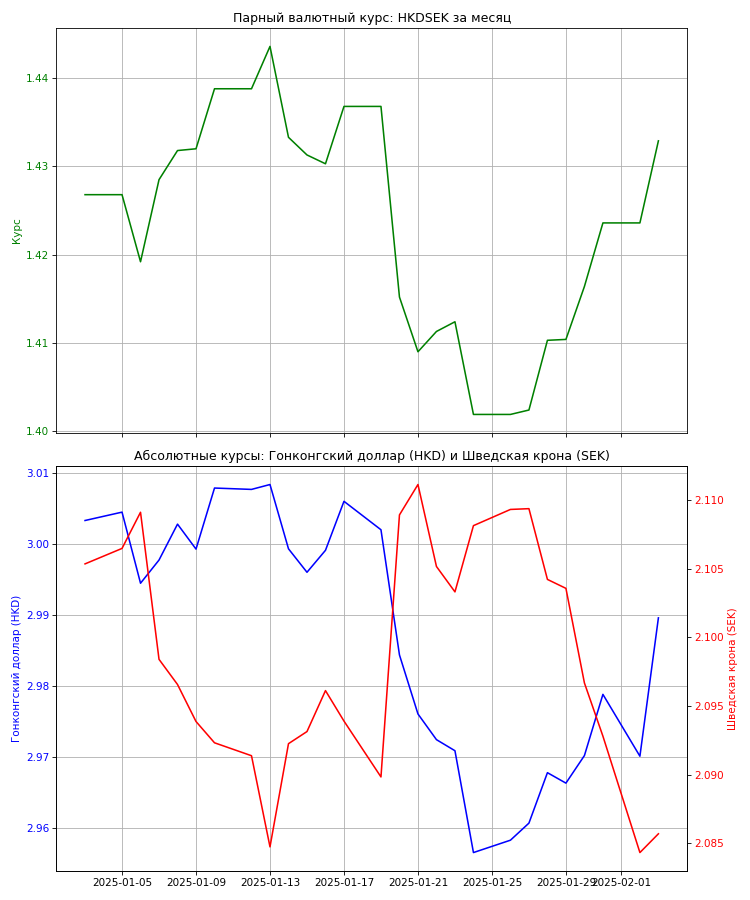 Парный валютный курс: HKDSEK за месяц
1.44
1.43
1.42
1.41
1.40
Курс
Абсолютные курсы: Гонконгский доллар (HKD) и Шведская крона (SEK)
3.01
3.00
2.99
2.98
2.97
2.96
Гонконгский доллар (HKD)
2.110
2.105
2.100
2.095
2.090
2.085
Шведская крона (SEK)
2025-01-05 2025-01-09 2025-01-13 2025-01-17 2025-01-21 2025-01-25 2025-01-29 2025-02-01